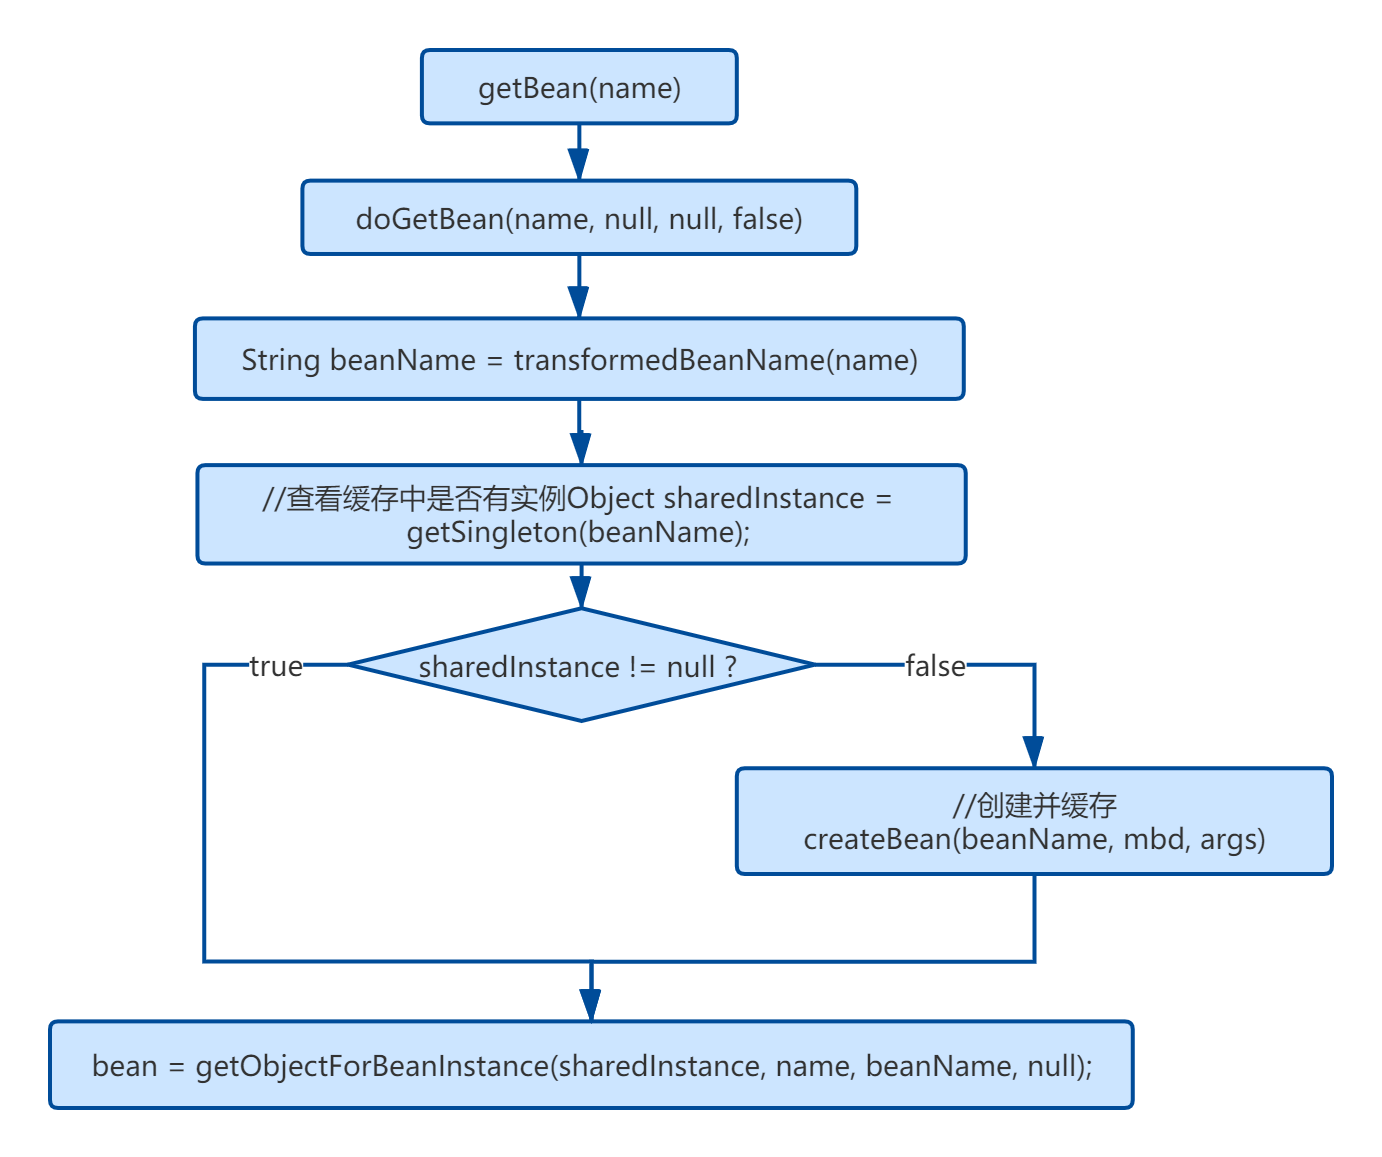 getBean(name)
doGetBean(name, null, null, false)
String beanName = transformedBeanName(name)
//查看缓存中是否有实例Object sharedInstance =
getSingleton(beanName);
sharedInstance != null ?
true
false
//创建并缓存
createBean(beanName, mbd, args)
bean = getObjectForBeanInstance(sharedInstance, name, beanName, null);